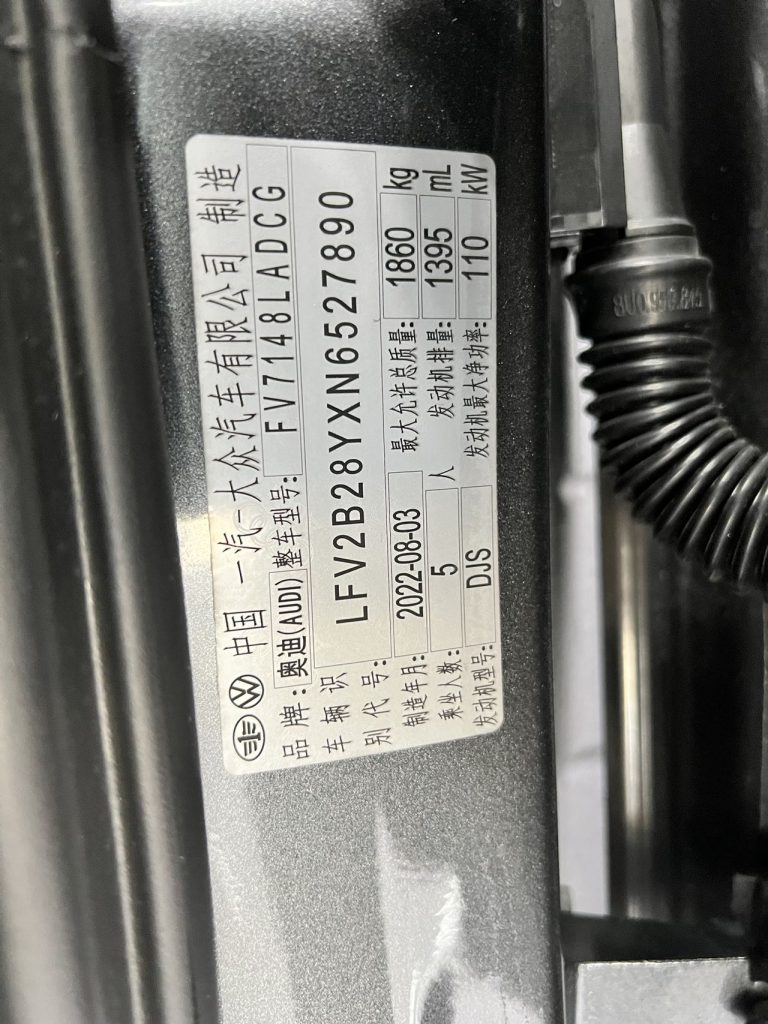 中国 一汽-大众汽车有限公司 制造
品牌: 奥迪(AUDI) 整车型号: FV7148LADCG
车辆识别代号: LFV2B28YXN6527890
制造年月: 2022-08-03 最大允许总质量: 1860 kg
乘坐人数: 5 人 发动机排量: 1395 mL
发动机型号: DJS 发动机最大净功率: 110 kW